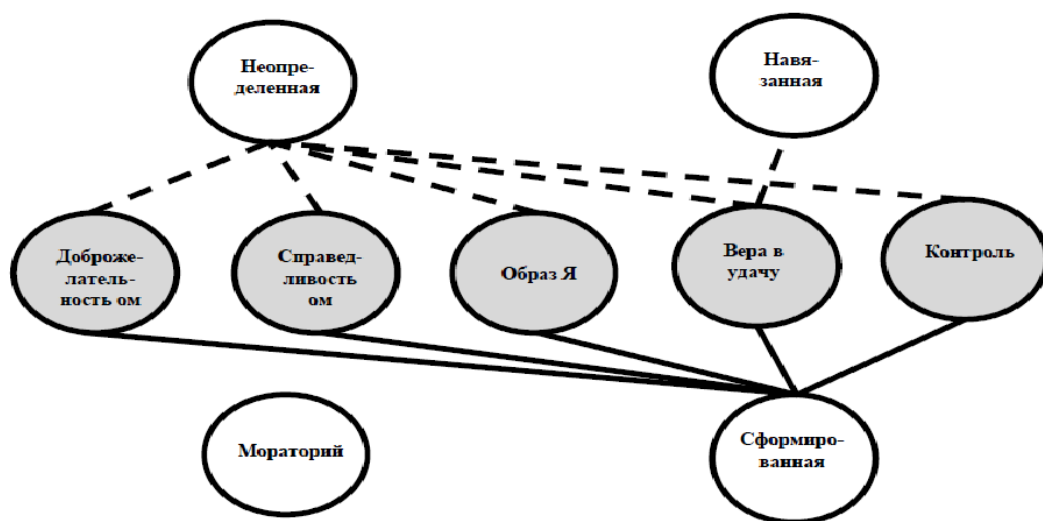 Неопре-
деленная
Навя-
занная
Доброже-
латель-
ность ом
Справед-
ливость
ом
Образ Я
Вера в
удачу
Контроль
Мораторий
Сформиро-
ванная